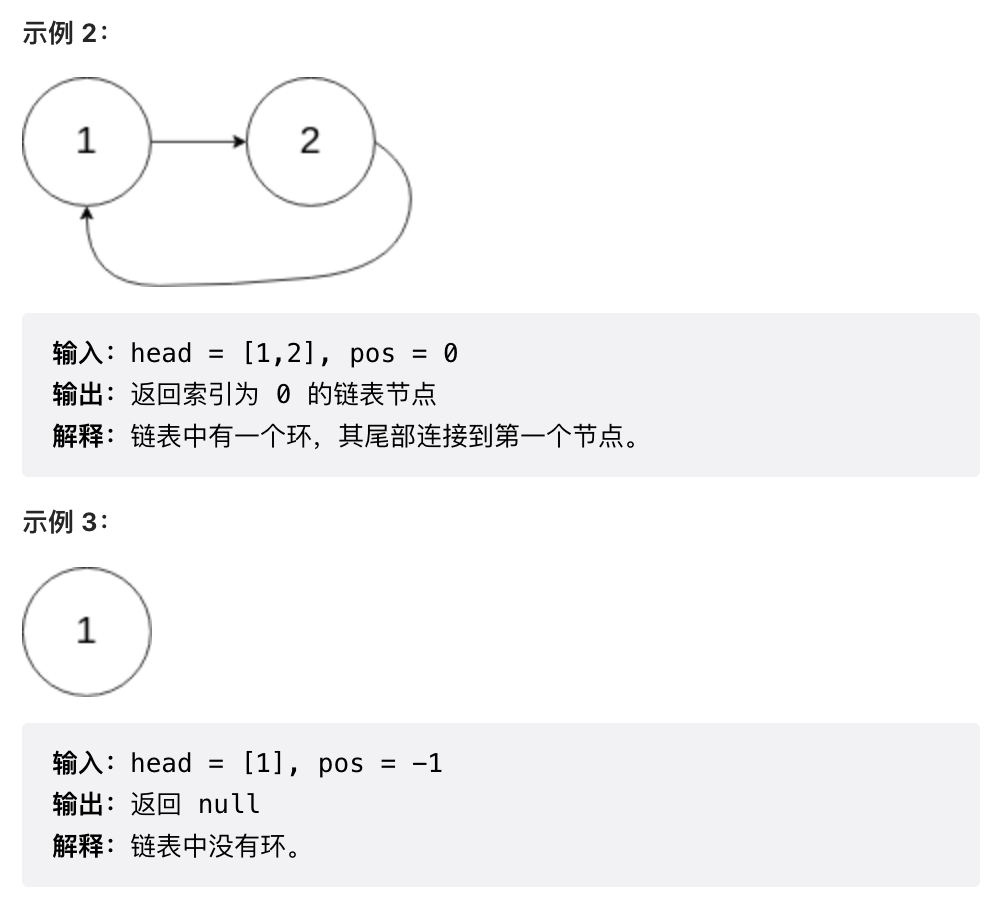 示例 2：
1
2
输入：head = [1,2], pos = 0
输出：返回索引为 0 的链表节点
解释：链表中有一个环，其尾部连接到第一个节点。
示例 3：
1
输入：head = [1], pos = -1
输出：返回 null
解释：链表中没有环。